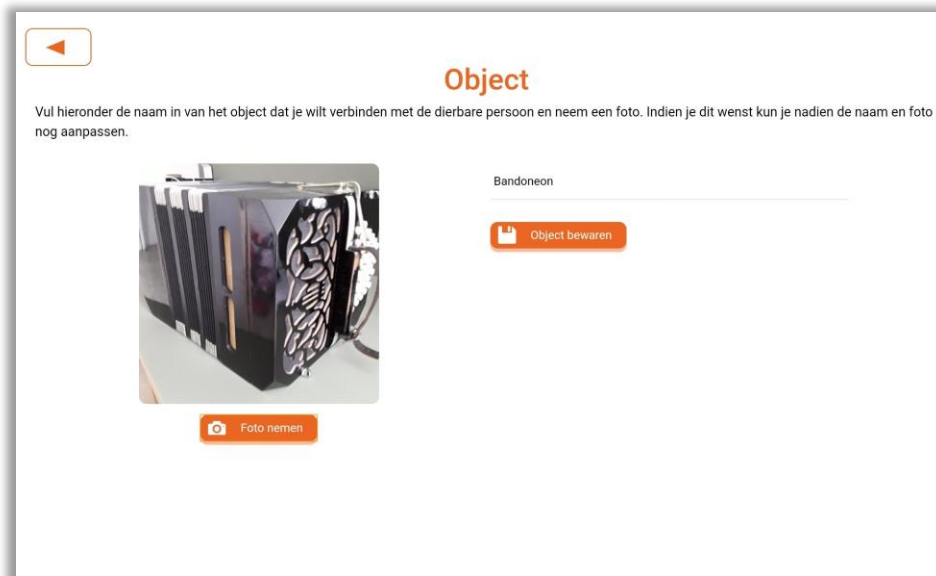 Object
Vul hieronder de naam in van het object dat je wilt verbinden met de dierbare persoon en neem een foto. Indien je dit wenst kun je nadien de naam en foto
nog aanpassen.
Bandoneon
Object bewaren
Foto nemen